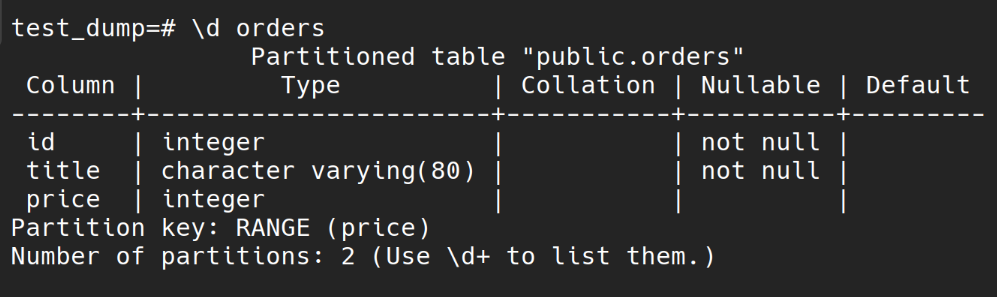 test_dump=# \d orders
                Partitioned table "public.orders"
 Column |         Type          | Collation | Nullable | Default
--------+-----------------------+-----------+----------+---------
 id     | integer               |           | not null |
 title  | character varying(80) |           | not null |
 price  | integer               |           |          |
Partition key: RANGE (price)
Number of partitions: 2 (Use \d+ to list them.)